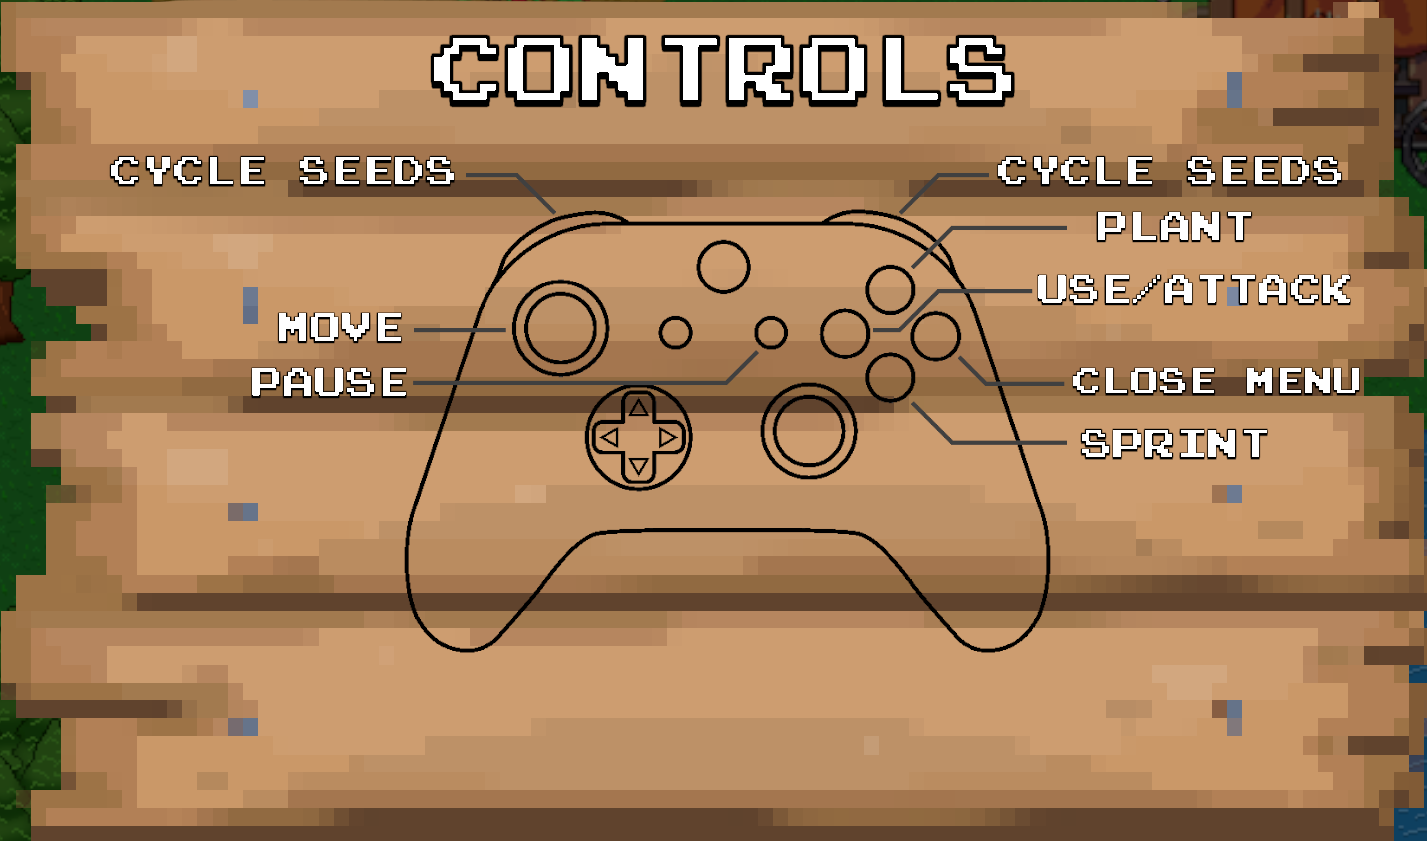 CONTROLS
CYCLE SEEDS
CYCLE SEEDS
PLANT
USE/ATTACK
MOVE
PAUSE
CLOSE MENU
SPRINT